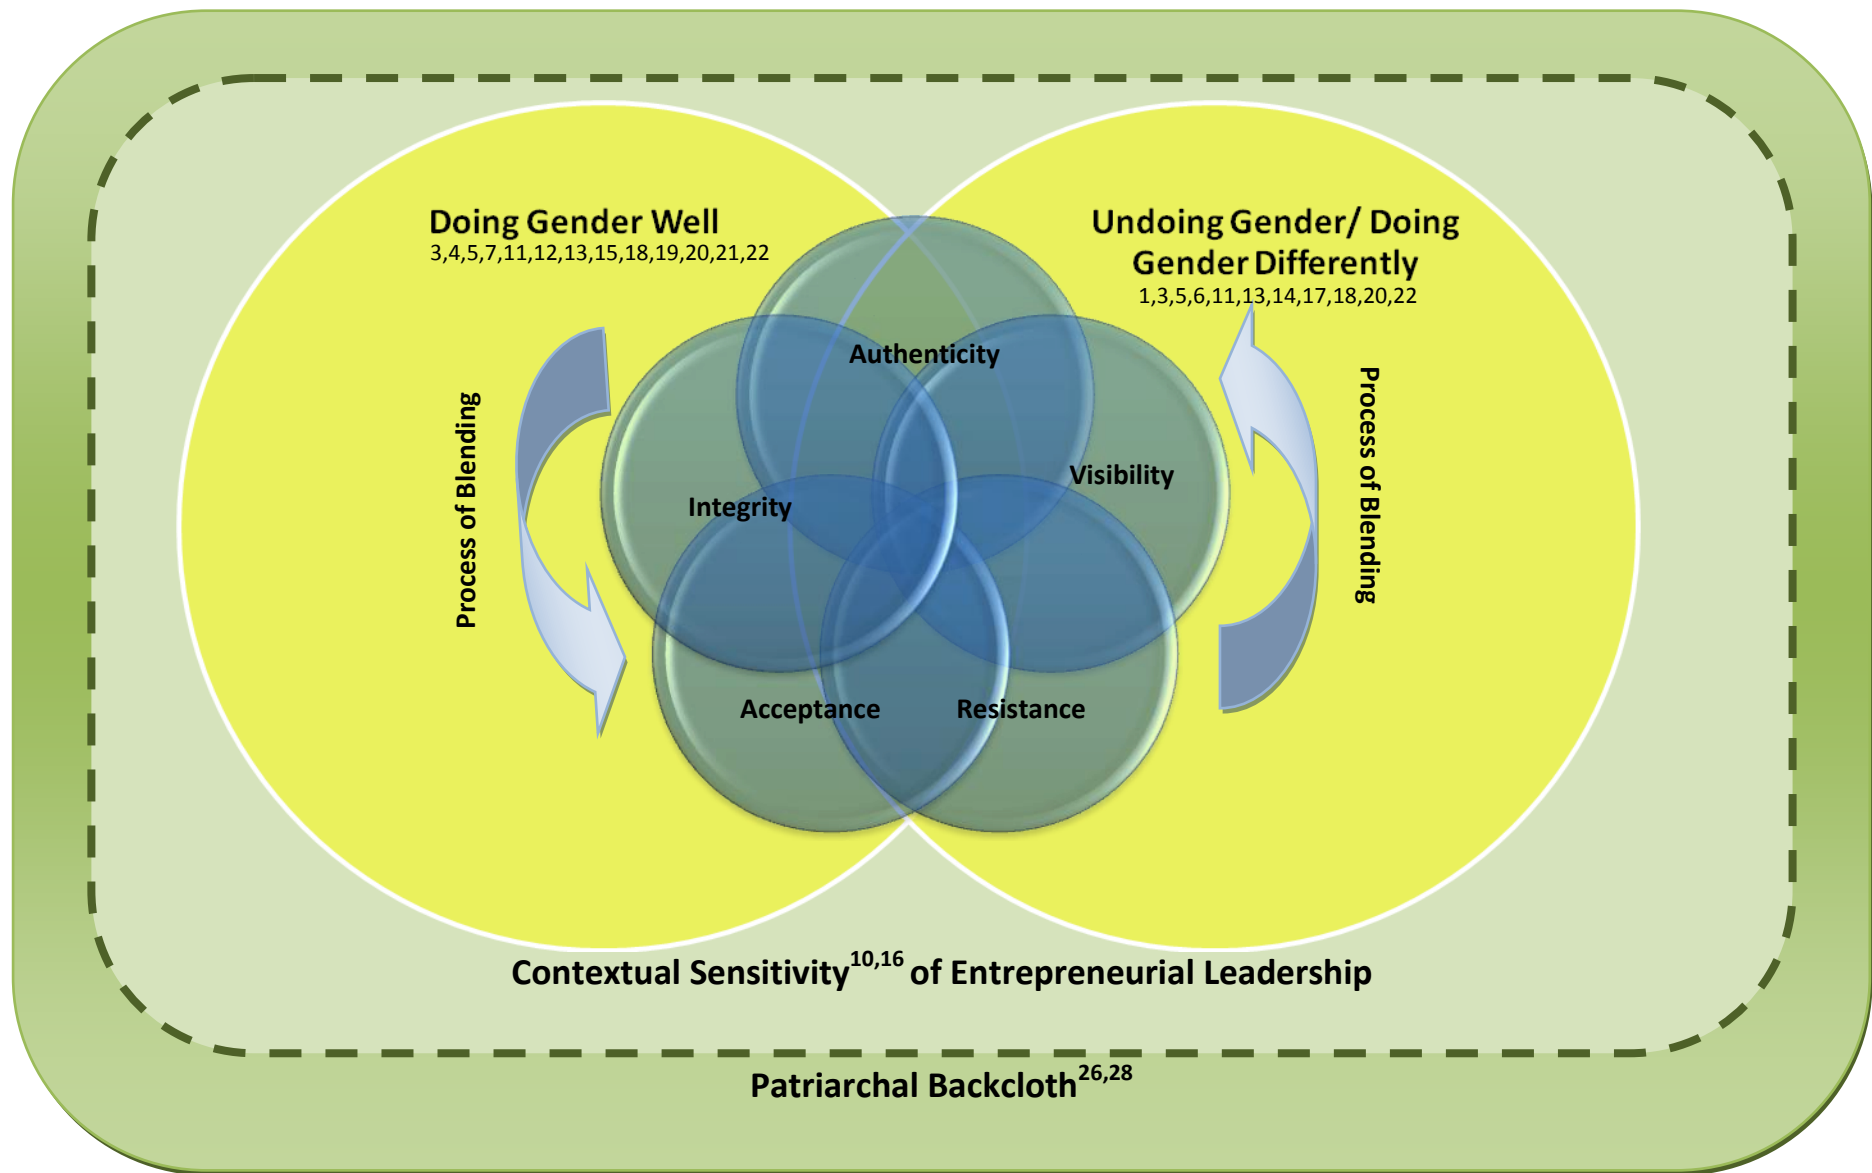 Doing Gender Well
3,4,5,7,11,12,13,15,18,19,20,21,22
Undoing Gender/ Doing
Gender Differently
1,3,5,6,11,13,14,17,18,20,22
Process of Blending
Authenticity
Visibility
Integrity
Acceptance
Resistance
Process of Blending
Contextual Sensitivity10,16 of Entrepreneurial Leadership
Patriarchal Backcloth26,28